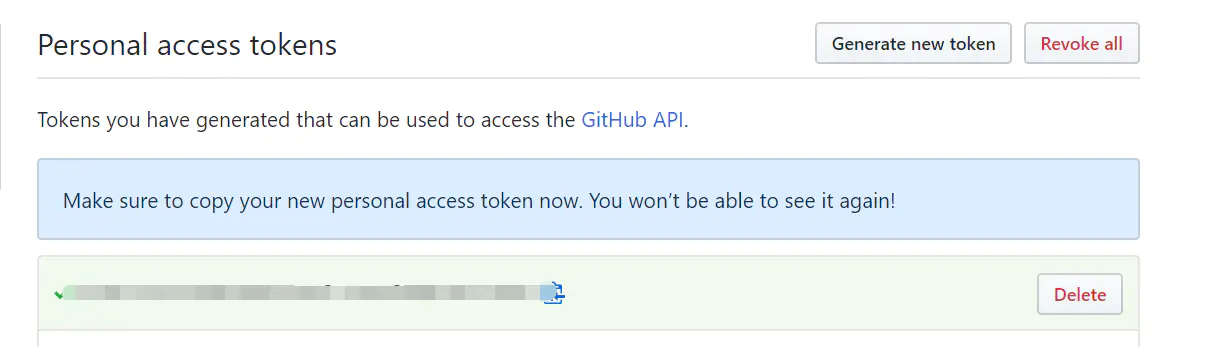 Personal access tokens
Generate new token
Revoke all
Tokens you have generated that can be used to access the GitHub API.
Make sure to copy your new personal access token now. You won’t be able to see it again!
Delete